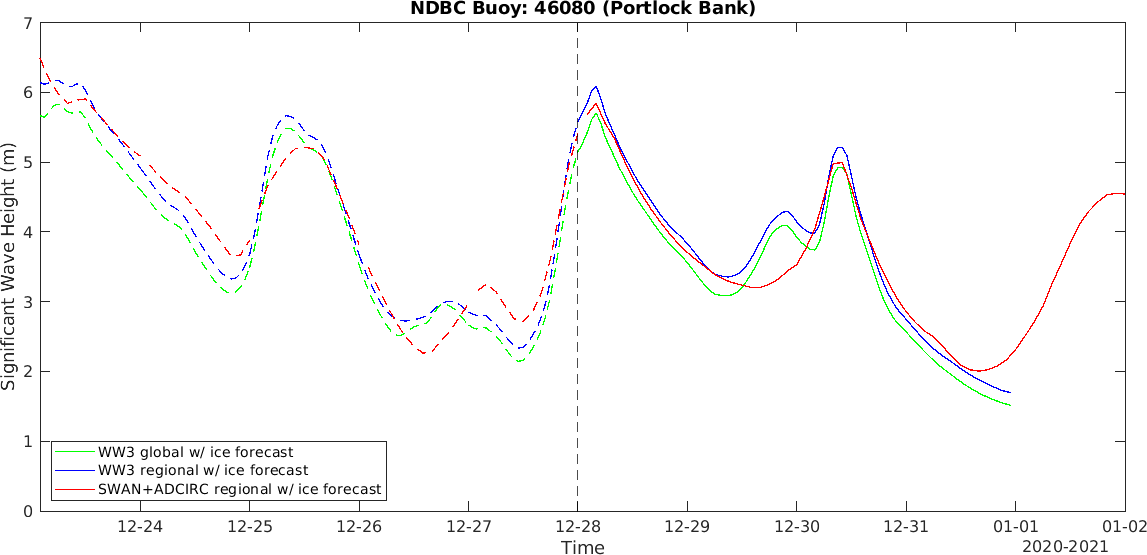 NDBC Buoy: 46080 (Portlock Bank)
Significant Wave Height (m)
7
6
5
4
3
2
1
0
WW3 global w/ ice forecast
WW3 regional w/ ice forecast
SWAN+ADCIRC regional w/ ice forecast
12-24 12-25 12-26 12-27 12-28 12-29 12-30 12-31 01-01 01-02
Time
2020-2021